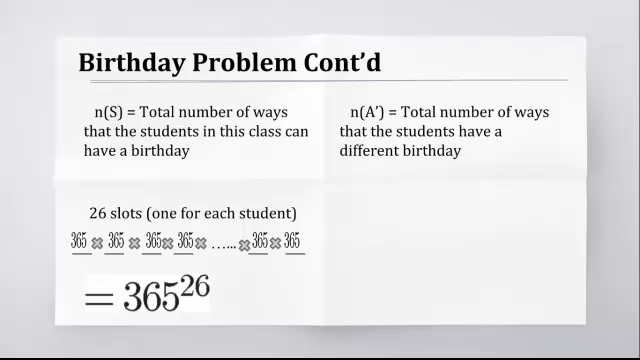 Birthday Problem Cont'd
n(S) = Total number of ways
that the students in this class can
have a birthday
n(A') = Total number of ways
that the students have a
different birthday
26 slots (one for each student)
365 × 365 × 365 × 365 × …... × 365 × 365
= 365^26